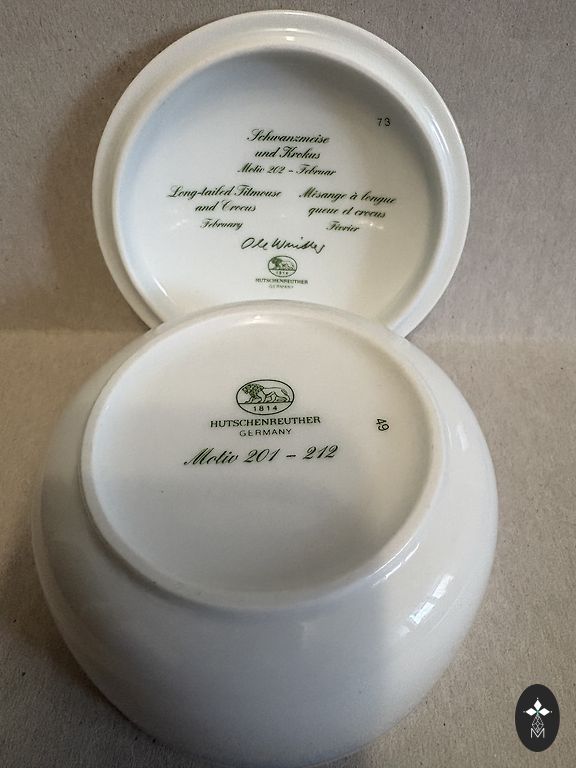 73
Schwanzmeise
und Krokus
Motiv 202 – Februar
Long-tailed Titmouse
and Crocus
February
Mésange à longue
queue et crocus
Février
Ole Winther
1814
HUTSCHENREUTHER
GERMANY
1814
HUTSCHENREUTHER
GERMANY
49
Motiv 201 – 212
M